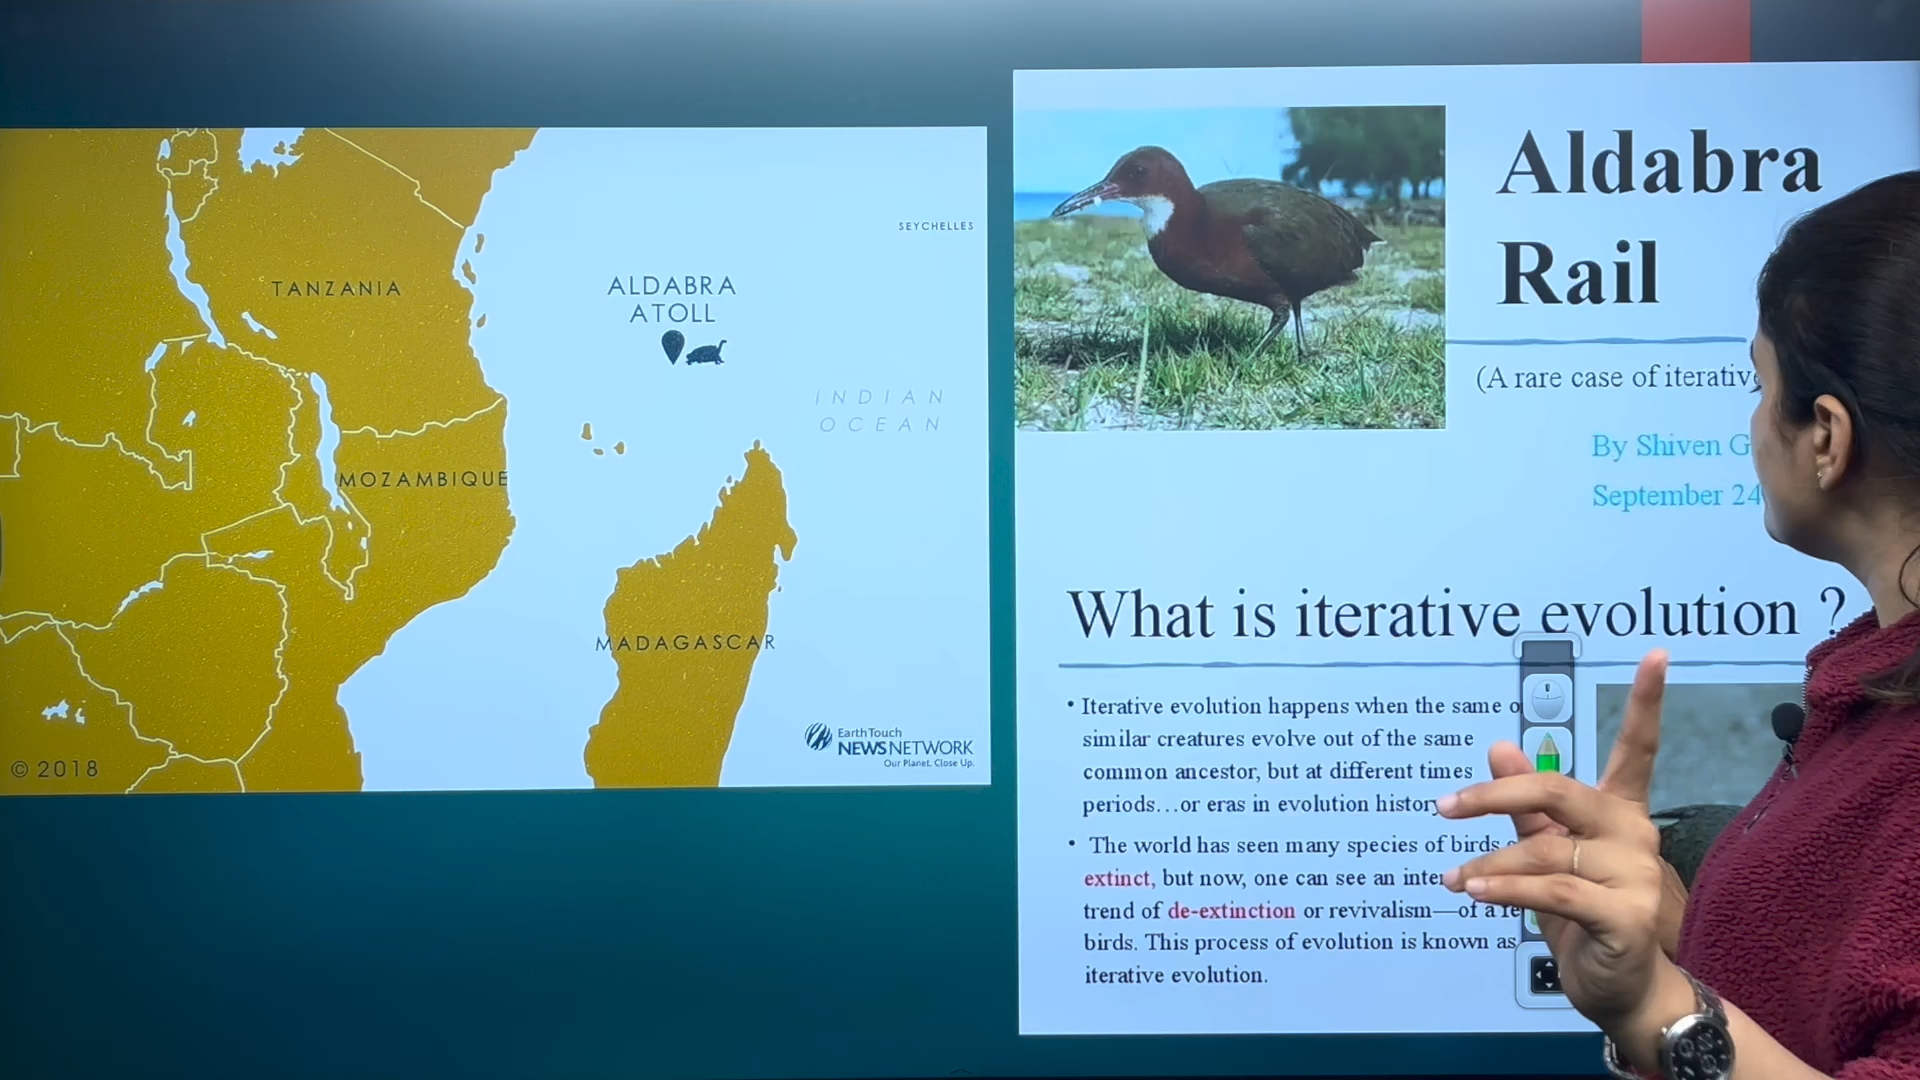 TANZANIA
SEYCHELLES
ALDABRA
ATOLL
INDIAN
OCEAN
MOZAMBIQUE
MADAGASCAR
EarthTouch
NEWS NETWORK
Our Planet. Close Up.
© 2018
Aldabra
Rail
(A rare case of
By Shiven
September 24
What is iterative evolution ?
• Iterative evolution happens when the same
similar creatures evolve out of the same
common ancestor, but at different times
periods…or eras in evolution history
• The world has seen many species of birds
extinct, but now, one can see an
trend of de-extinction or revivalism—of a
birds. This process of evolution is known as
iterative evolution.